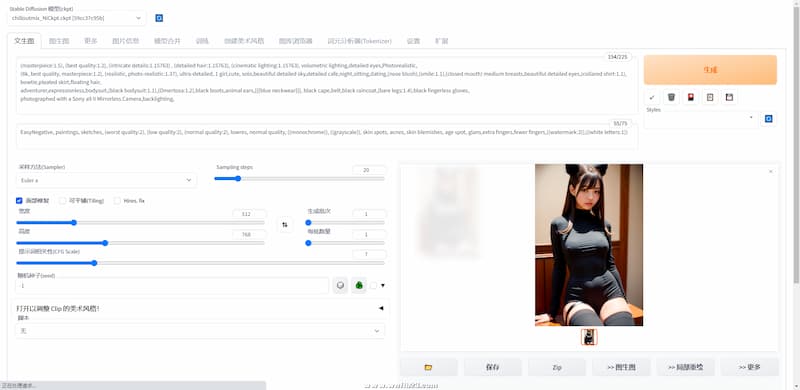 Stable Diffusion 模型(ckpt)
chilloutmix_NiCkpt.ckpt [59cc37c95b]
文生图 图生图 更多 图片信息 模型合并 训练 创建美术风格 图库浏览器 词元分析器(Tokenizer) 设置 扩展
154/225
(masterpiece:1.5), (best quality:1.2), (intricate details:1.15763) , (detailed hair:1.15763), (cinematic lighting:1.15763), volumetric lighting,detailed eyes,Photorealistic,
(8k, best quality, masterpiece:1.2), (realistic, photo-realistic:1.37), ultra-detailed, 1 girl,cute, solo,beautiful detailed sky,detailed cafe,night,sitting,dating,(nose blush),(smile:1.1),(closed mouth) medium breasts,beautiful detailed eyes,(collared shirt:1.1),
bowtie,pleated skirt,floating hair,
adventurer,expressionless,bodysuit,(black bodysuit:1.1),(Omertosa:1.2),black boots,animal ears,(((blue neckwear))), black cape,belt,black raincoat,(bare legs:1.4),black fingerless gloves,
photographed with a Sony a6 II Mirrorless,Camera,backlighting,
55/75
EasyNegative, paintings, sketches, (worst quality:2), (low quality:2), (normal quality:2), lowres, normal quality, ((monochrome)), ((grayscale)), skin spots, acnes, skin blemishes, age spot, glans,extra fingers,fewer fingers,((watermark:2)),(white letters:1))
生成
Styles
采样方法(Sampler)
Euler a
Sampling steps
20
面部修复 可平铺(Tiling) Hires. fix
宽度
512
高度
768
生成批次
1
每批数量
1
提示词相关性(CFG Scale)
7
随机种子(seed)
-1
打开以调整 Clip 的美术风格!
脚本
无
保存 Zip >> 图生图 >> 局部重绘 >> 更多
正在处理请求…